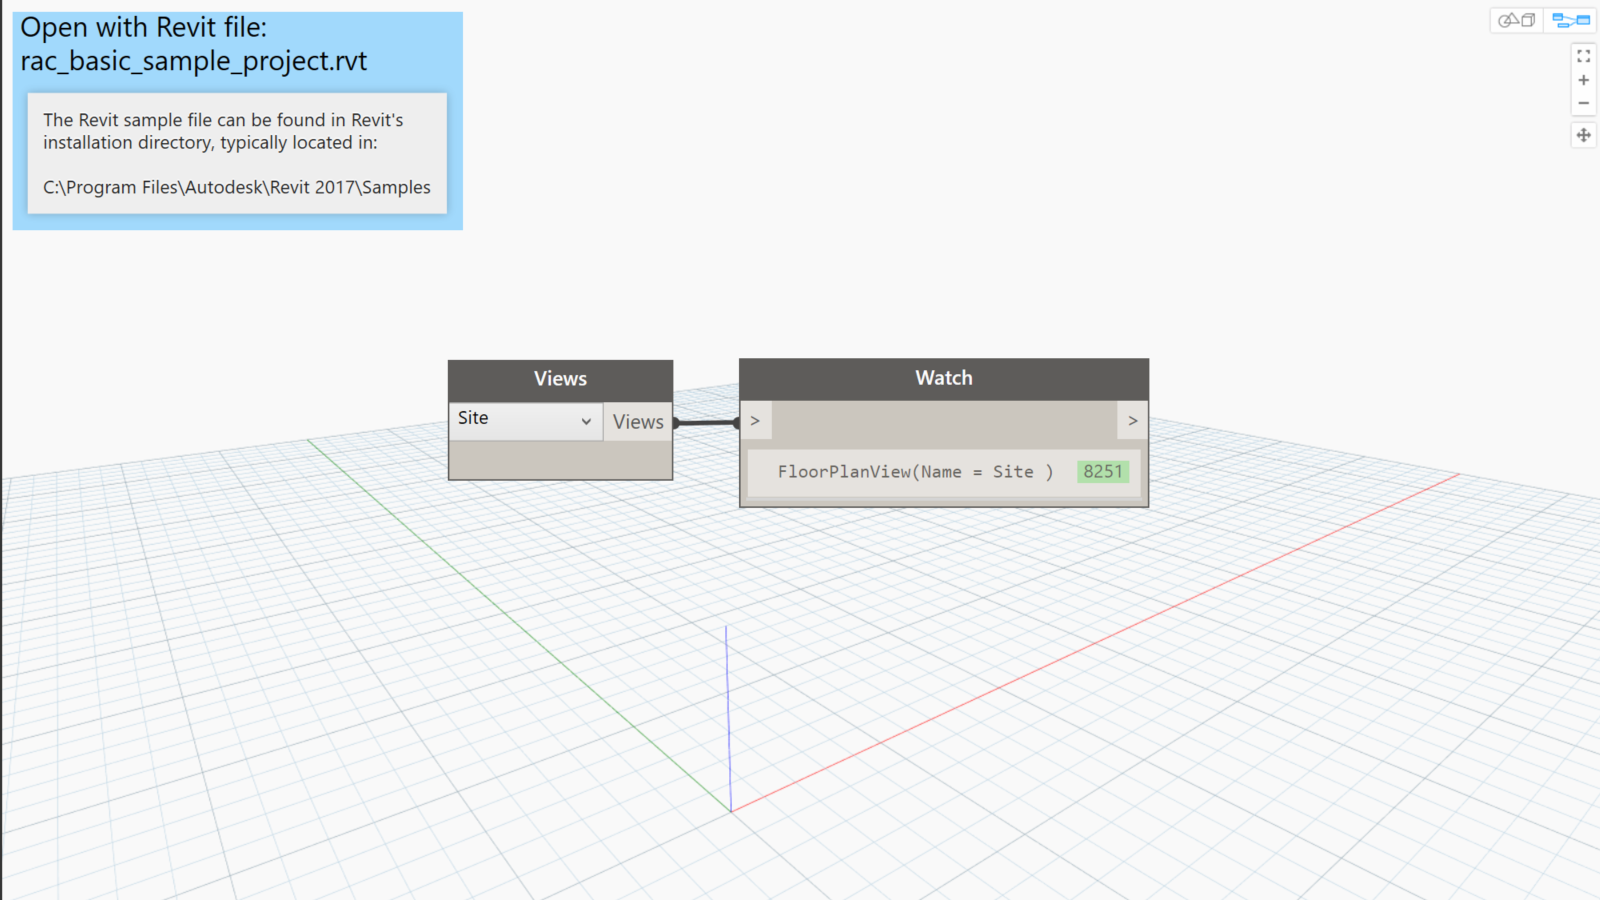 Open with Revit file:
rac_basic_sample_project.rvt
The Revit sample file can be found in Revit's
installation directory, typically located in:
C:\Program Files\Autodesk\Revit 2017\Samples
Views
Site
Views
Watch
>
>
FloorPlanView(Name = Site ) 8251